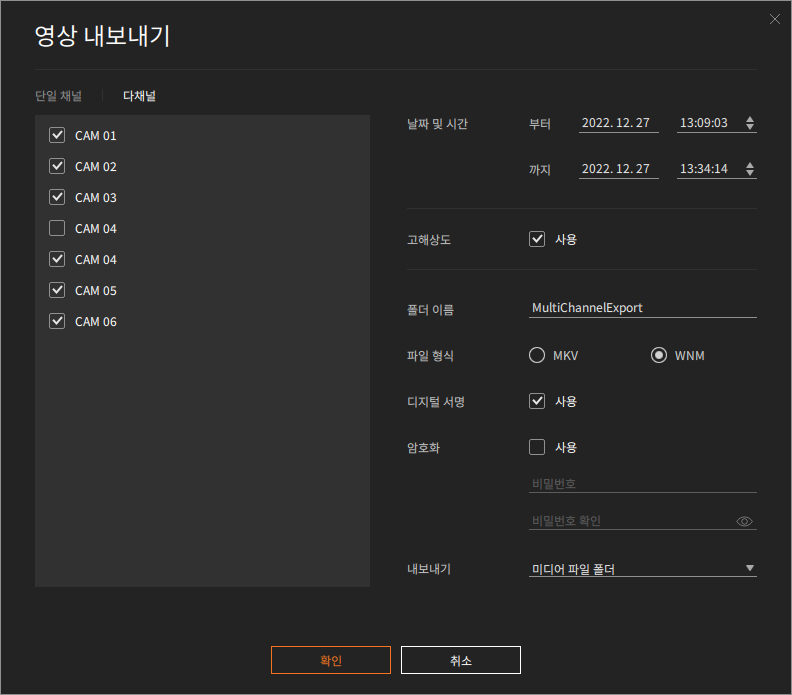 영상 내보내기
단일 채널 다채널
CAM 01
CAM 02
CAM 03
CAM 04
CAM 04
CAM 05
CAM 06
날짜 및 시간 부터 2022. 12. 27 13:09:03
까지 2022. 12. 27 13:34:14
고해상도 사용
폴더 이름 MultiChannelExport
파일 형식 MKV WNM
디지털 서명 사용
암호화 사용
비밀번호
비밀번호 확인
내보내기 미디어 파일 폴더
확인 취소